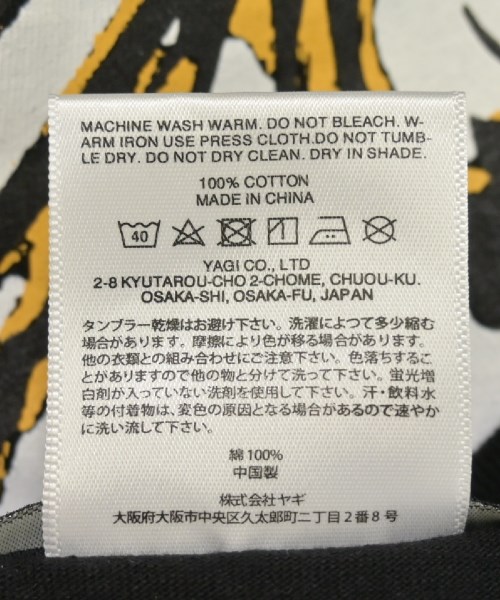 MACHINE WASH WARM. DO NOT BLEACH. W-
ARM IRON USE PRESS CLOTH.DO NOT TUMB-
LE DRY. DO NOT DRY CLEAN. DRY IN SHADE.
100% COTTON
MADE IN CHINA
40
YAGI CO., LTD
2-8 KYUTAROU-CHO 2-CHOME, CHUOU-KU.
OSAKA-SHI, OSAKA-FU, JAPAN
タンブラー乾燥はお避け下さい。洗濯によつて多少縮む
場合があります。摩擦により色が移る場合があります。
他の衣類との組み合わせにご注意下さい。色落ちするこ
とがありますので他の物と分けて洗って下さい。蛍光増
白剤が入っていない洗剤を使用して下さい。汗・飲料水
等の付着物は、変色の原因となる場合があるので速やか
に洗い流して下さい。
綿100%
中国製
株式会社ヤギ
大阪府大阪市中央区久太郎町二丁目2番8号